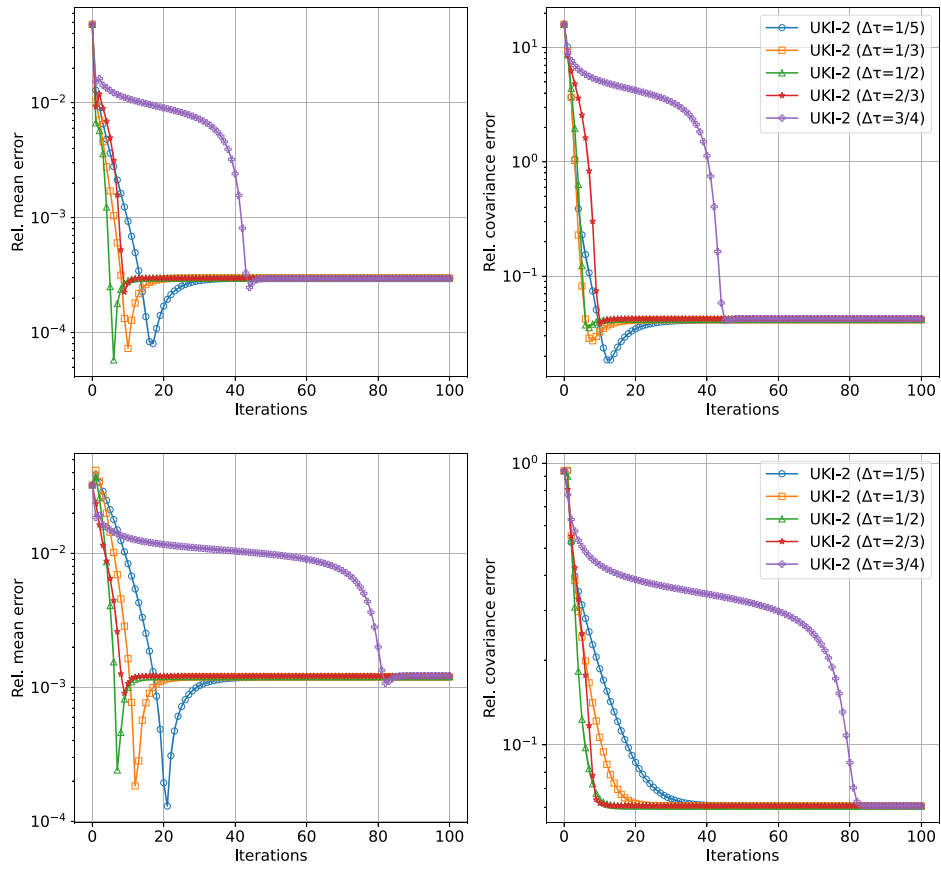 Rel. mean error
10⁻²
10⁻³
10⁻⁴
0 20 40 60 80 100
Iterations
Rel. covariance error
10¹
10⁰
10⁻¹
0 20 40 60 80 100
Iterations
UKI-2 (Δτ=1/5)
UKI-2 (Δτ=1/3)
UKI-2 (Δτ=1/2)
UKI-2 (Δτ=2/3)
UKI-2 (Δτ=3/4)
Rel. mean error
10⁻²
10⁻³
10⁻⁴
0 20 40 60 80 100
Iterations
Rel. covariance error
10⁰
10⁻¹
0 20 40 60 80 100
Iterations
UKI-2 (Δτ=1/5)
UKI-2 (Δτ=1/3)
UKI-2 (Δτ=1/2)
UKI-2 (Δτ=2/3)
UKI-2 (Δτ=3/4)